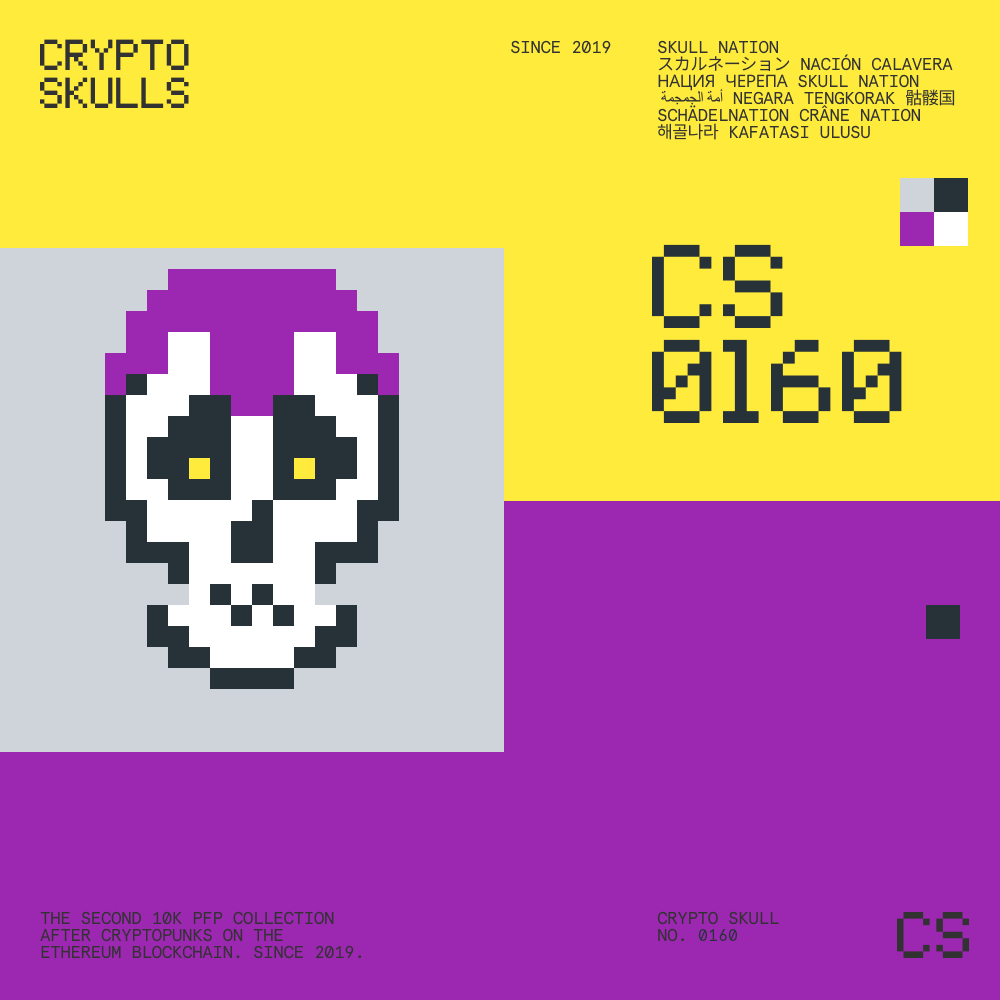 CRYPTO
SKULLS
SINCE 2019
SKULL NATION
スカルネーション NACIÓN CALAVERA
НАЦИЯ ЧЕРЕПА SKULL NATION
أمة الجمجمة NEGARA TENGKORAK 骷髅国
SCHÄDELNATION CRÂNE NATION
해골나라 KAFATASI ULUSU
CS
0160
THE SECOND 10K PFP COLLECTION
AFTER CRYPTOPUNKS ON THE
ETHEREUM BLOCKCHAIN. SINCE 2019.
CRYPTO SKULL
NO. 0160
CS